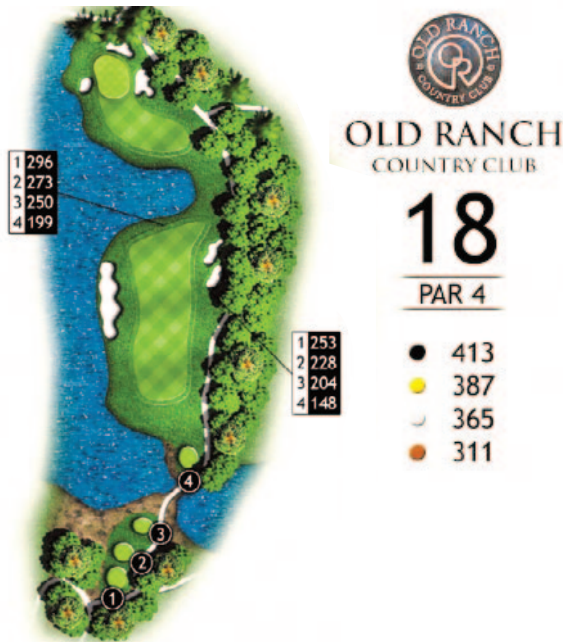 OLD RANCH
COUNTRY CLUB
OR
OLD RANCH
COUNTRY CLUB
18
PAR 4
413
387
365
311
1 296
2 273
3 250
4 199
1 253
2 228
3 204
4 148
4
3
2
1